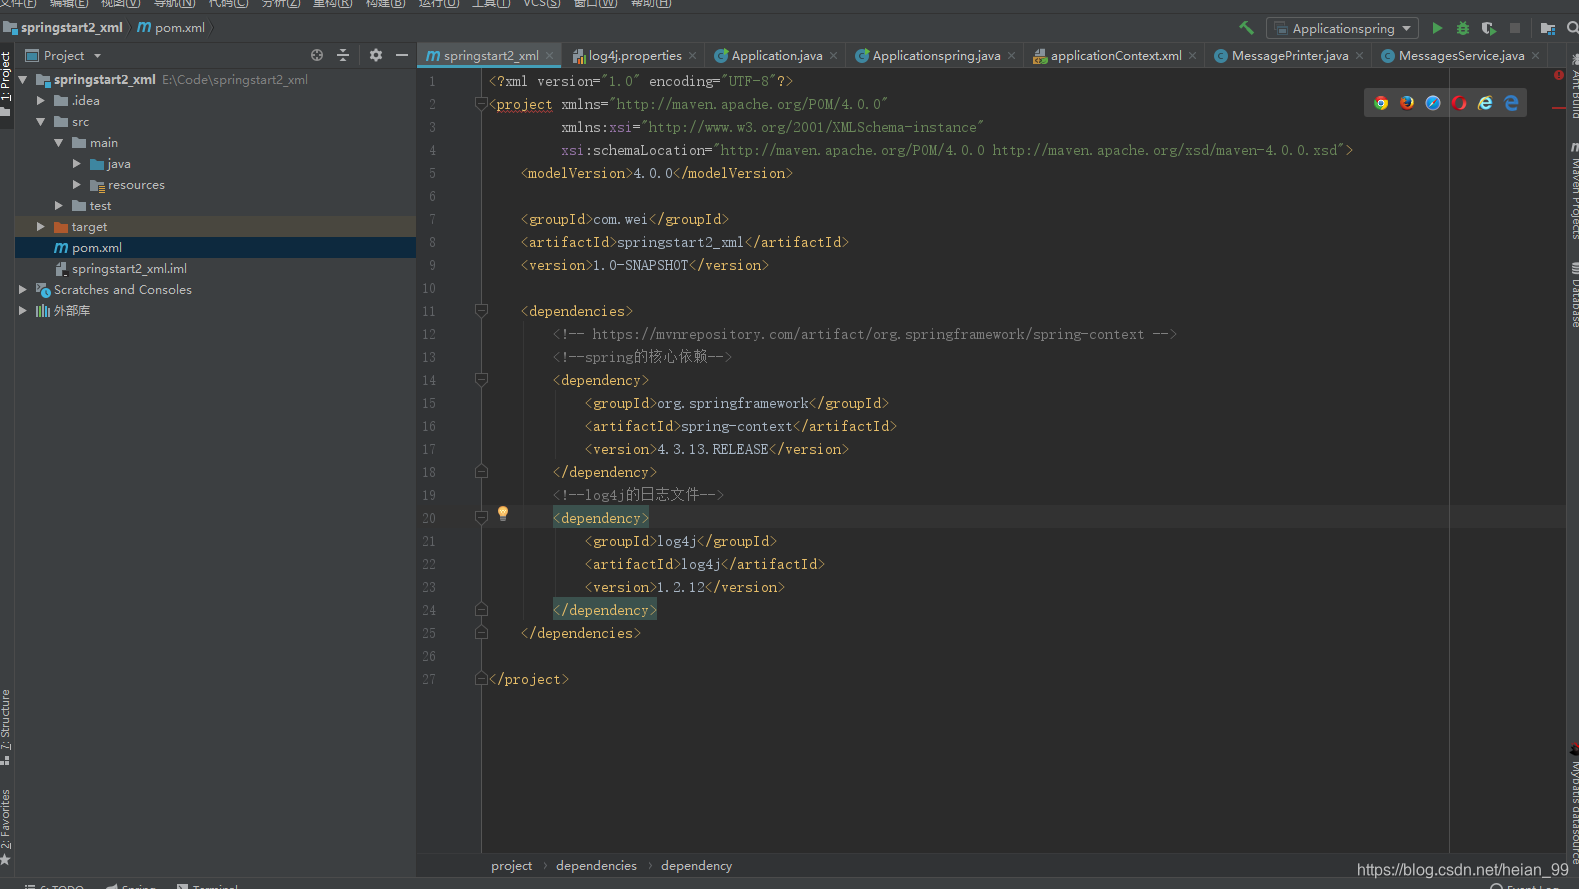 文件(F) 编辑(E) 视图(V) 导航(N) 代码(C) 分析(Z) 重构(R) 构建(B) 运行(U) 工具(T) VCS(S) 窗口(W) 帮助(H)
springstart2_xml pom.xml
Applicationspring
Project
springstart2_xml log4j.properties Application.java Applicationspring.java applicationContext.xml MessagePrinter.java MessagesService.java
springstart2_xml E:\Code\springstart2_xml
.idea
src
main
java
resources
test
target
pom.xml
springstart2_xml.iml
Scratches and Consoles
外部库
1: Project
7: Structure
2: Favorites
1 <?xml version="1.0" encoding="UTF-8"?>
2 <project xmlns="http://maven.apache.org/POM/4.0.0"
3 xmlns:xsi="http://www.w3.org/2001/XMLSchema-instance"
4 xsi:schemaLocation="http://maven.apache.org/POM/4.0.0 http://maven.apache.org/xsd/maven-4.0.0.xsd">
5 <modelVersion>4.0.0</modelVersion>
6
7 <groupId>com.wei</groupId>
8 <artifactId>springstart2_xml</artifactId>
9 <version>1.0-SNAPSHOT</version>
10
11 <dependencies>
12 <!-- https://mvnrepository.com/artifact/org.springframework/spring-context -->
13 <!--spring的核心依赖-->
14 <dependency>
15 <groupId>org.springframework</groupId>
16 <artifactId>spring-context</artifactId>
17 <version>4.3.13.RELEASE</version>
18 </dependency>
19 <!--log4j的日志文件-->
20 <dependency>
21 <groupId>log4j</groupId>
22 <artifactId>log4j</artifactId>
23 <version>1.2.12</version>
24 </dependency>
25 </dependencies>
26
27 </project>
Ant Build
Maven Projects
Database
Mybatis datasource
project › dependencies › dependency
https://blog.csdn.net/heian_99
6: TODO Spring Terminal Event Log